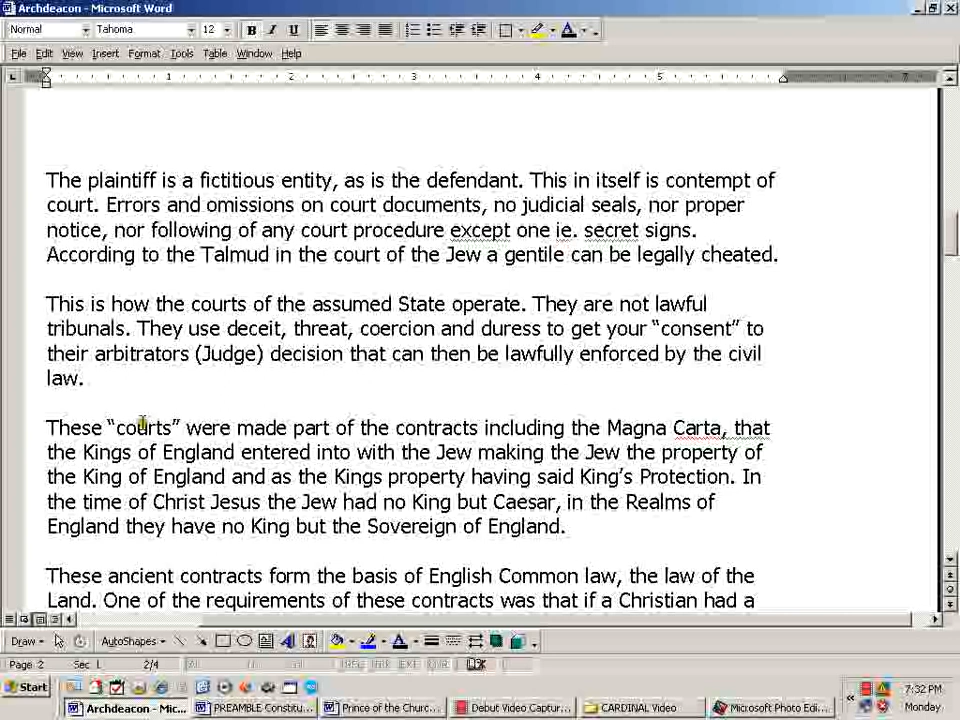 Archdeacon - Microsoft Word
Normal Tahoma 12 B I U
File Edit View Insert Format Tools Table Window Help
1 2 3 4 5 7
The plaintiff is a fictitious entity, as is the defendant. This in itself is contempt of
court. Errors and omissions on court documents, no judicial seals, nor proper
notice, nor following of any court procedure except one ie. secret signs.
According to the Talmud in the court of the Jew a gentile can be legally cheated.
This is how the courts of the assumed State operate. They are not lawful
tribunals. They use deceit, threat, coercion and duress to get your “consent” to
their arbitrators (Judge) decision that can then be lawfully enforced by the civil
law.
These “courts” were made part of the contracts including the Magna Carta, that
the Kings of England entered into with the Jew making the Jew the property of
the King of England and as the Kings property having said King’s Protection. In
the time of Christ Jesus the Jew had no King but Caesar, in the Realms of
England they have no King but the Sovereign of England.
These ancient contracts form the basis of English Common law, the law of the
Land. One of the requirements of these contracts was that if a Christian had a
Draw AutoShapes
Page 2 Sec 1 2/4
Start 7:32 PM
Archdeacon - Mic... PREAMBLE Constitu... Prince of the Churc... Debut Video Captur... CARDINAL Video Microsoft Photo Edi... Monday